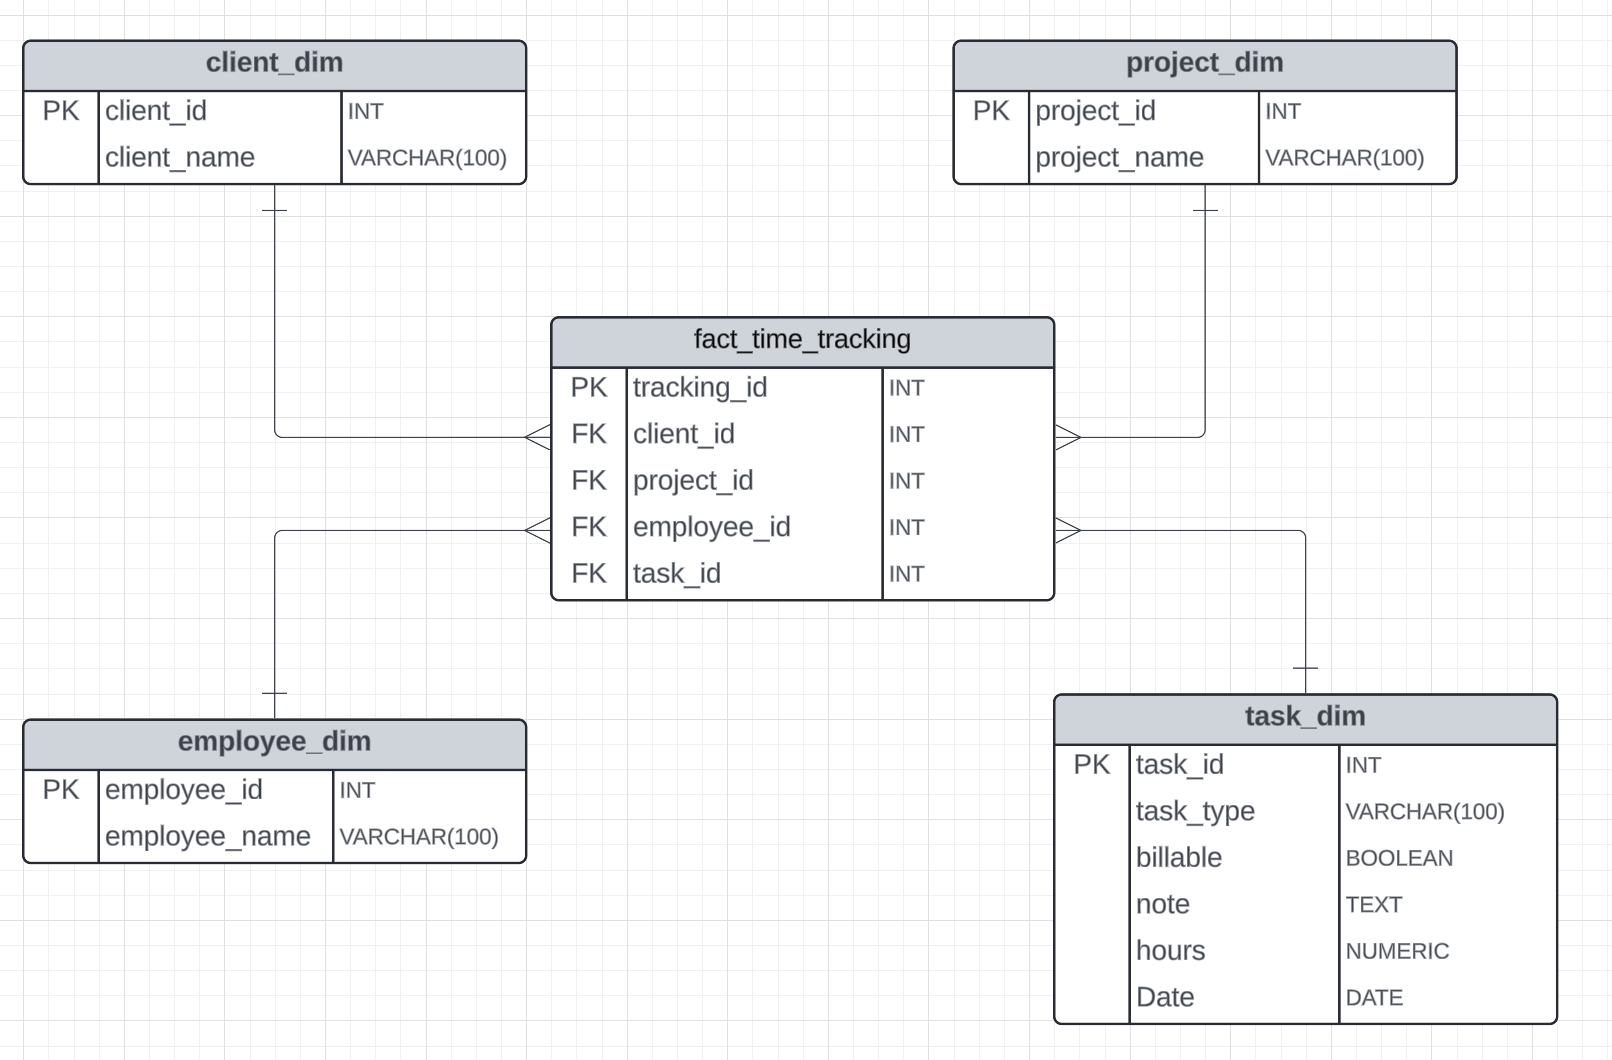 client_dim
PK client_id INT
client_name VARCHAR(100)
project_dim
PK project_id INT
project_name VARCHAR(100)
fact_time_tracking
PK tracking_id INT
FK client_id INT
FK project_id INT
FK employee_id INT
FK task_id INT
employee_dim
PK employee_id INT
employee_name VARCHAR(100)
task_dim
PK task_id INT
task_type VARCHAR(100)
billable BOOLEAN
note TEXT
hours NUMERIC
Date DATE